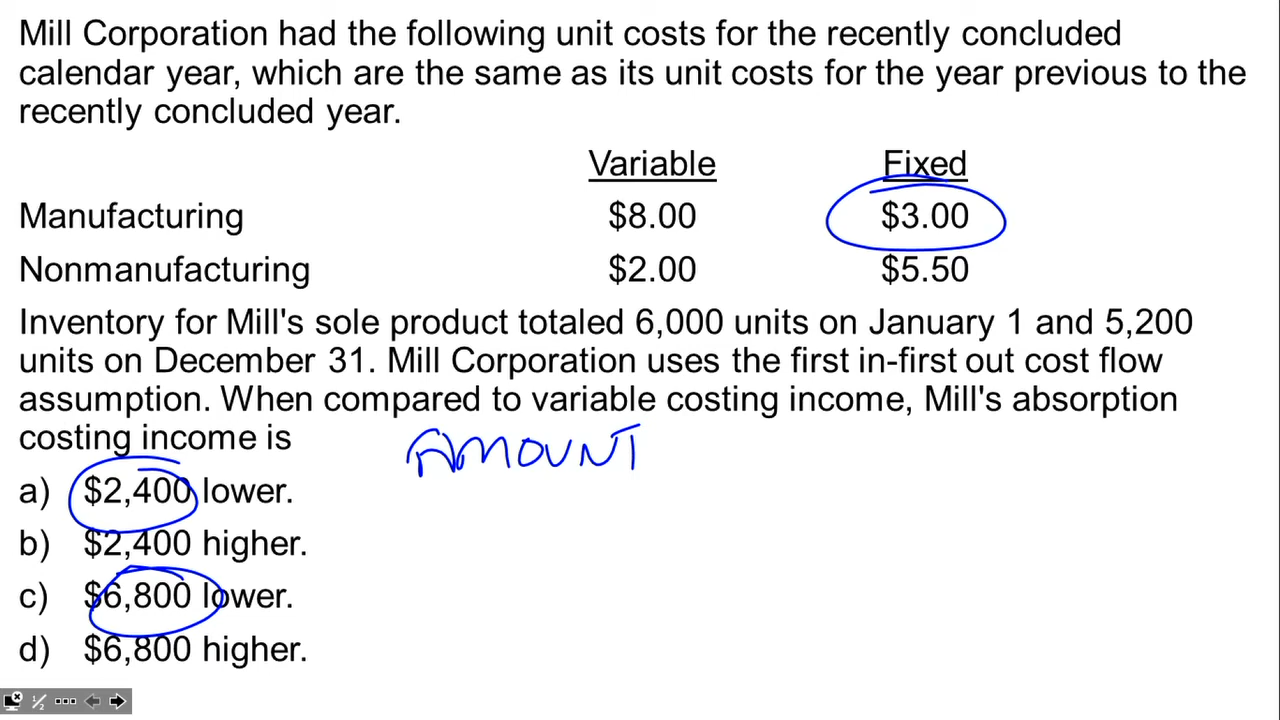 Mill Corporation had the following unit costs for the recently concluded
calendar year, which are the same as its unit costs for the year previous to the
recently concluded year.
Variable Fixed
Manufacturing $8.00 $3.00
Nonmanufacturing $2.00 $5.50
Inventory for Mill's sole product totaled 6,000 units on January 1 and 5,200
units on December 31. Mill Corporation uses the first in-first out cost flow
assumption. When compared to variable costing income, Mill's absorption
costing income is
AMOUNT
a) $2,400 lower.
b) $2,400 higher.
c) $6,800 lower.
d) $6,800 higher.